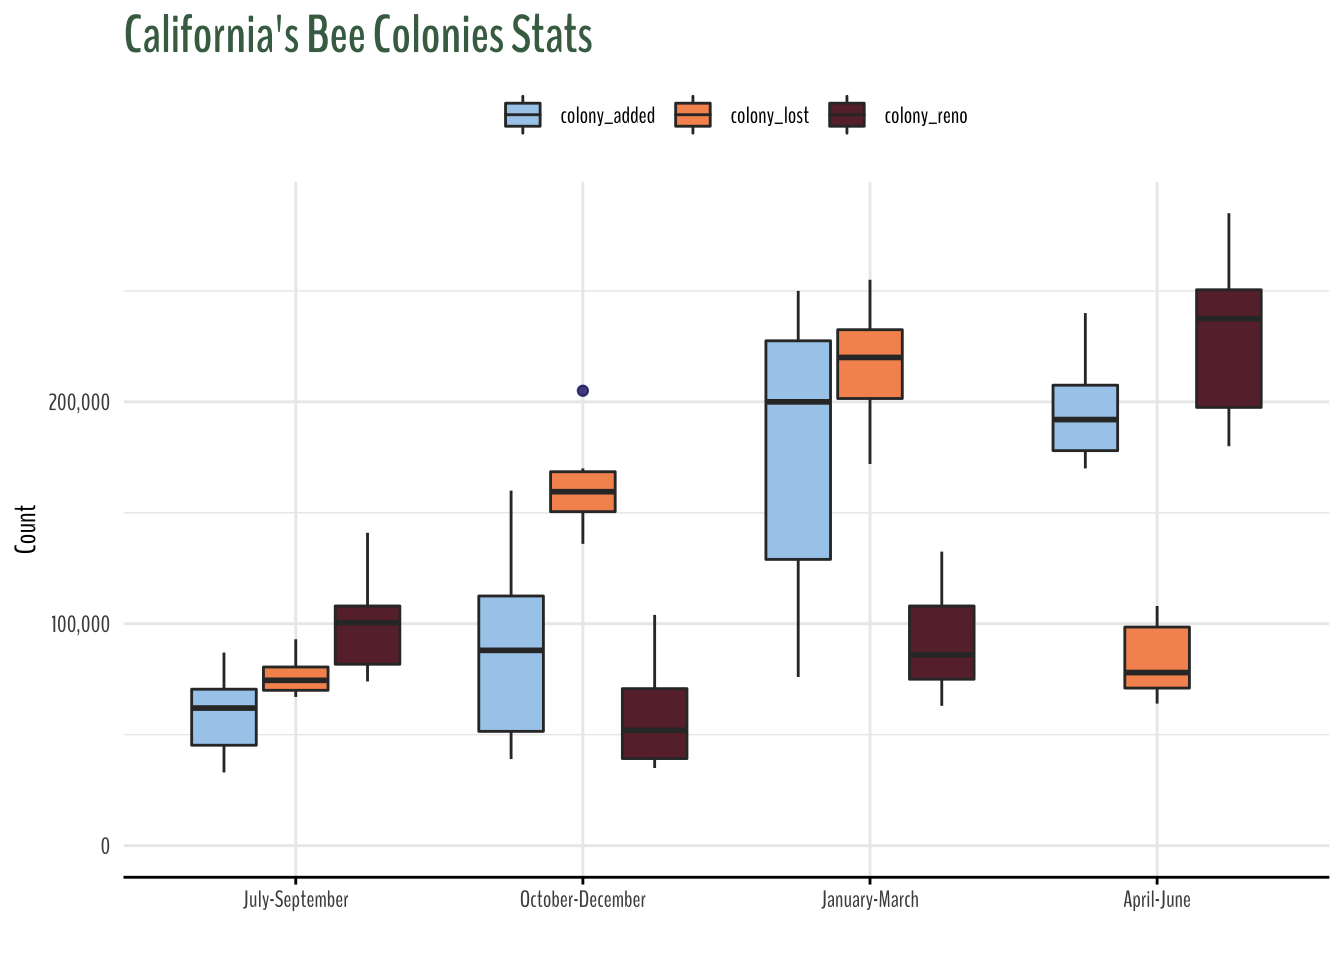 California's Bee Colonies Stats
colony_added colony_lost colony_reno
Count
200,000
100,000
0
July-September October-December January-March April-June